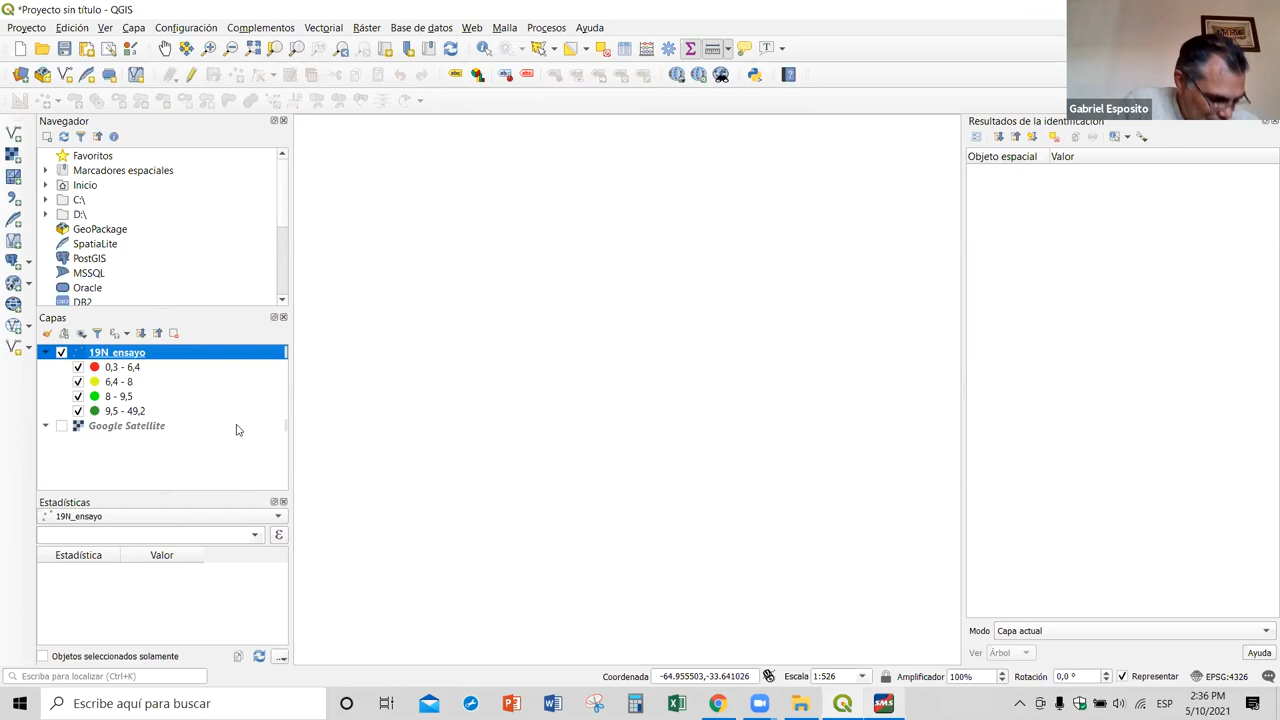 *Proyecto sin título - QGIS
Proyecto Edición Ver Capa Configuración Complementos Vectorial Ráster Base de datos Web Malla Procesos Ayuda
Gabriel Esposito
Navegador
Favoritos
Marcadores espaciales
Inicio
C:\
D:\
GeoPackage
SpatiaLite
PostGIS
MSSQL
Oracle
DB2
Capas
19N_ensayo
0,3 - 6,4
6,4 - 8
8 - 9,5
9,5 - 49,2
Google Satellite
Estadísticas
19N_ensayo
ε
Estadística Valor
Objetos seleccionados solamente
Resultados de la identificación
Objeto espacial Valor
Modo Capa actual
Ver Árbol Ayuda
Escriba para localizar (Ctrl+K) Coordenada -64.955503,-33.641026 Escala 1:526 Amplificador 100% Rotación 0,0 ° Representar EPSG:4326
Escribe aquí para buscar
SMS
ESP
2:36 PM
5/10/2021